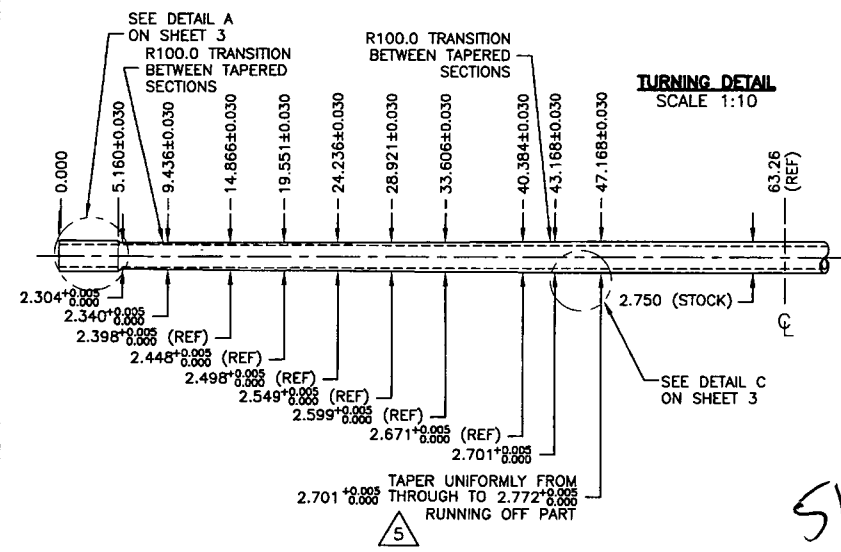 SEE DETAIL A
ON SHEET 3
R100.0 TRANSITION
BETWEEN TAPERED
SECTIONS
R100.0 TRANSITION
BETWEEN TAPERED
SECTIONS
TURNING DETAIL
SCALE 1:10
0.000
5.160±0.030
9.436±0.030
14.866±0.030
19.551±0.030
24.236±0.030
28.921±0.030
33.606±0.030
40.384±0.030
43.168±0.030
47.168±0.030
63.26
(REF)
2.304+0.005 0.000
2.340+0.005 0.000
2.398+0.005 0.000 (REF)
2.448+0.005 0.000 (REF)
2.498+0.005 0.000 (REF)
2.549+0.005 0.000 (REF)
2.599+0.005 0.000 (REF)
2.671+0.005 0.000 (REF)
2.701+0.005 0.000
2.750 (STOCK)
CL
SEE DETAIL C
ON SHEET 3
TAPER UNIFORMLY FROM
2.701 +0.005 0.000 THROUGH TO 2.772+0.005 0.000
RUNNING OFF PART
5